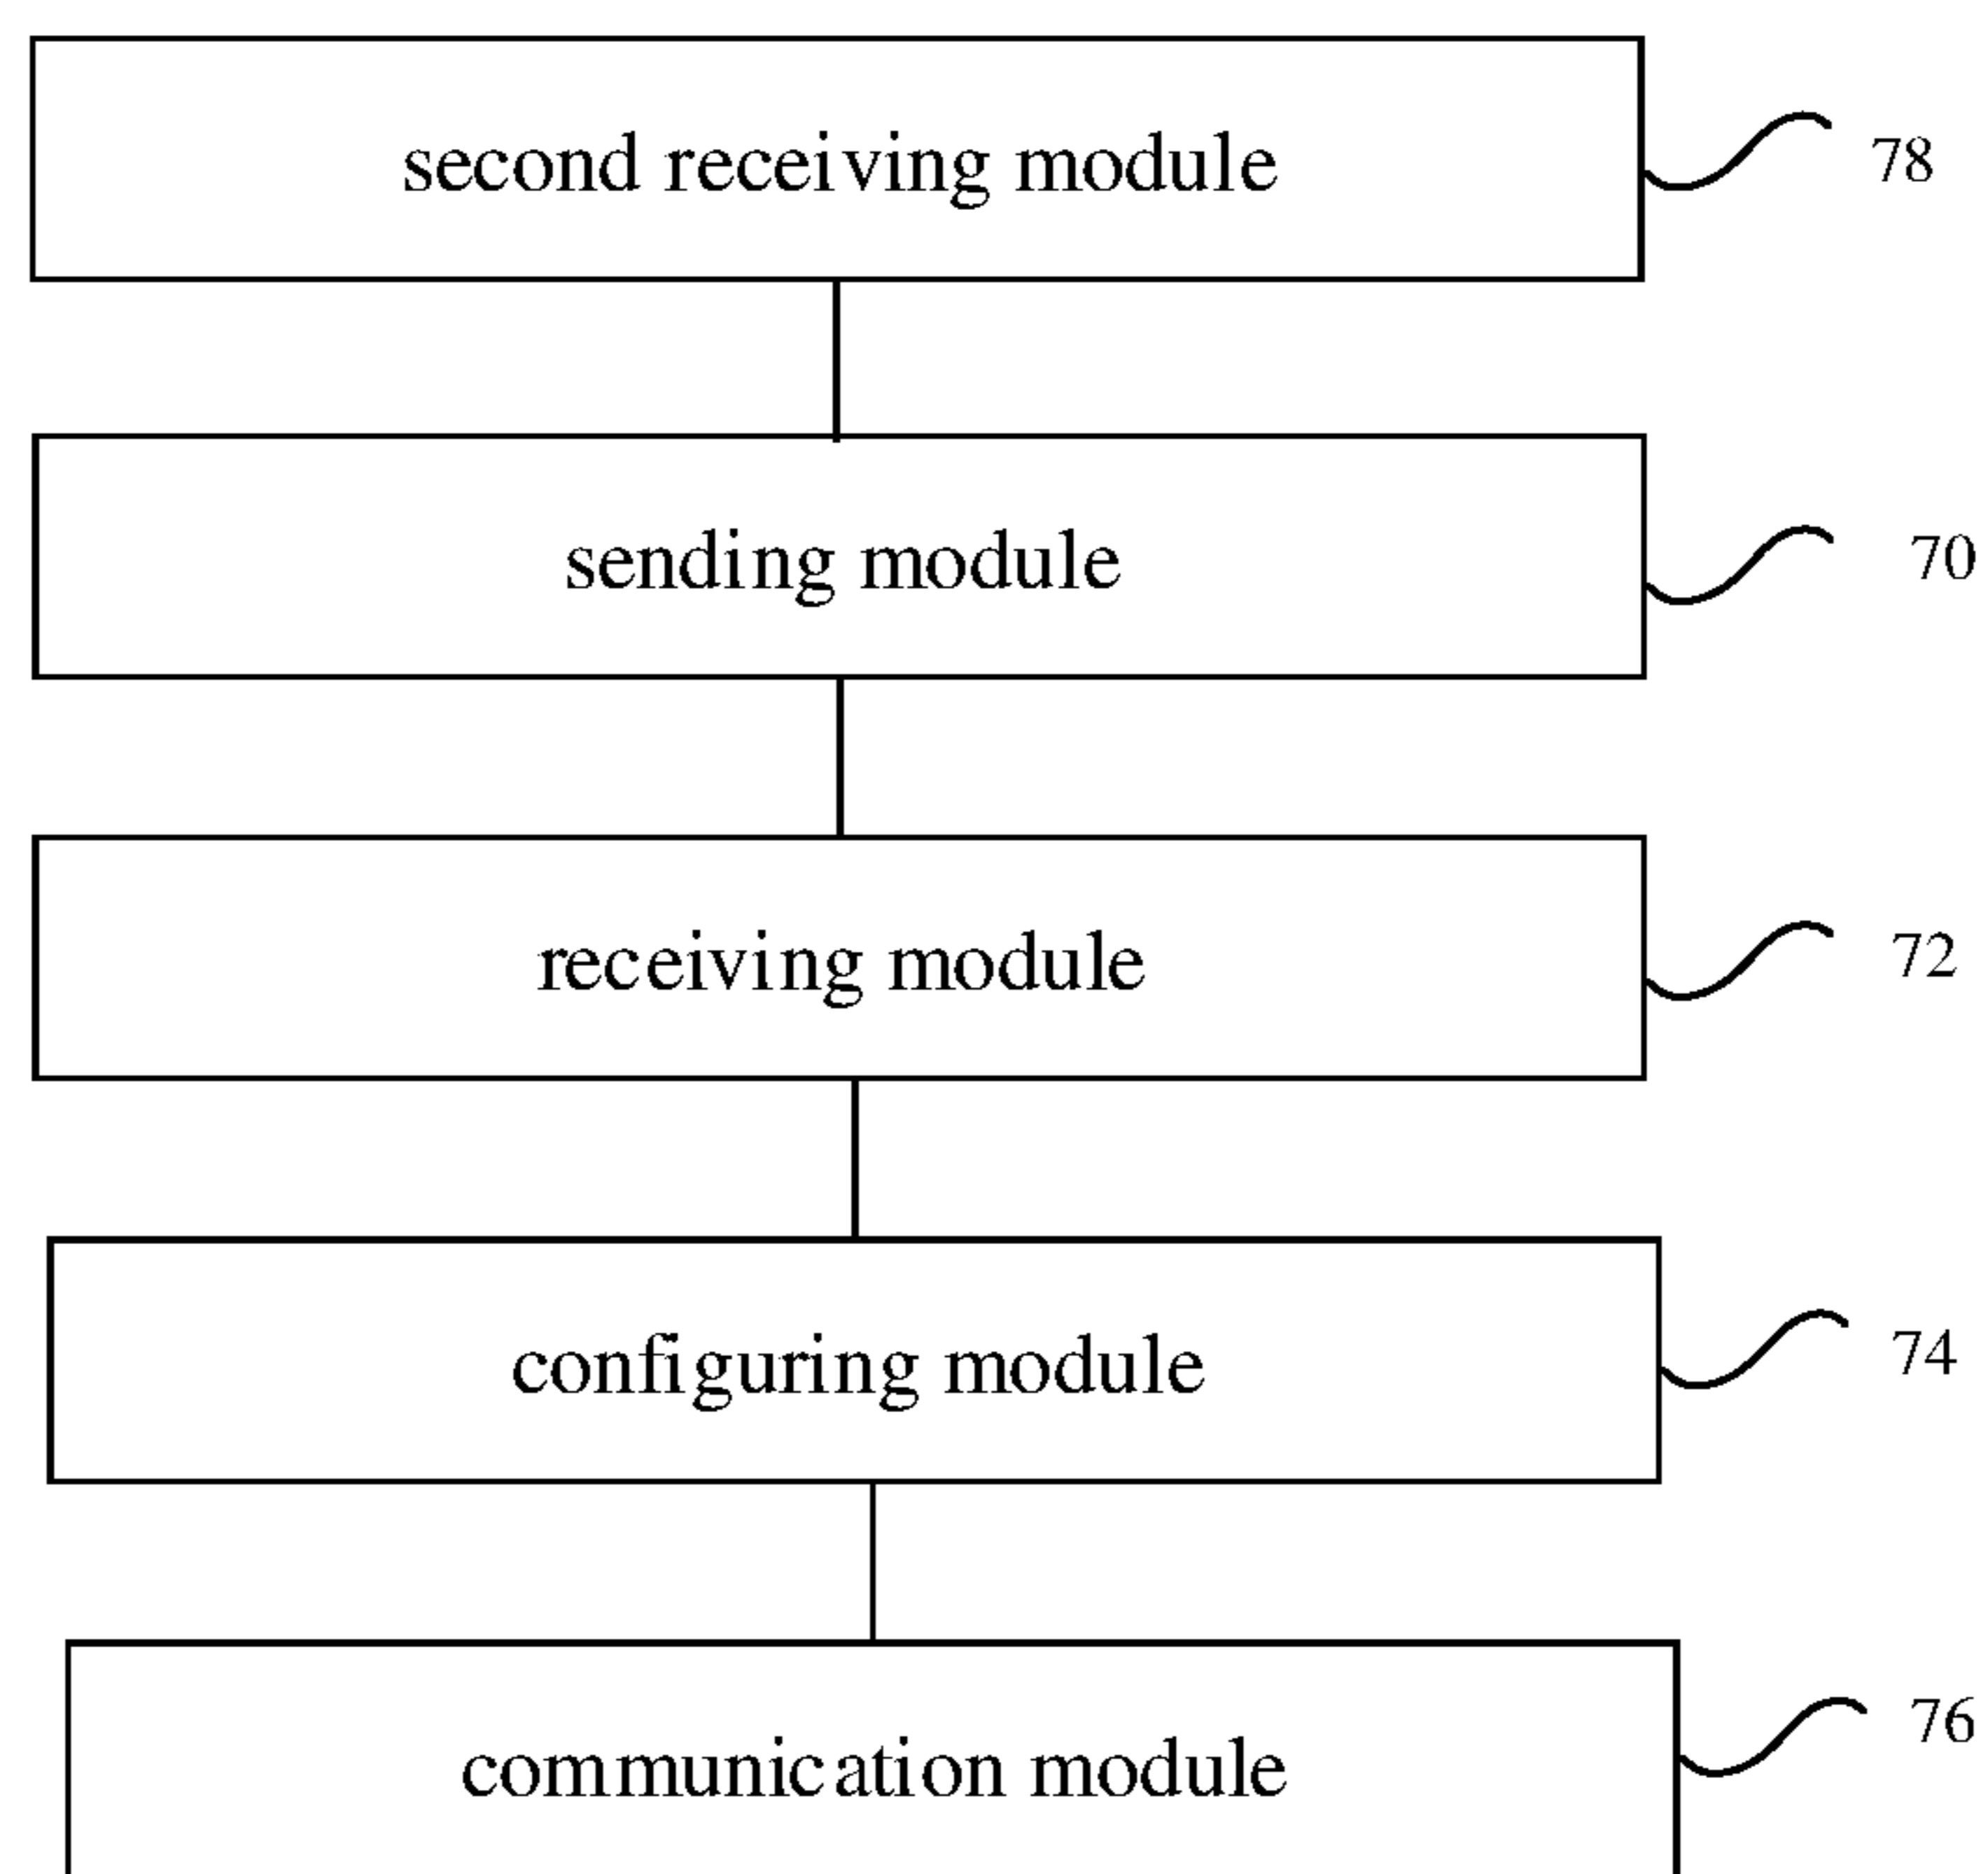 second receiving module
78
sending module
70
receiving module
72
configuring module
74
communication module
76